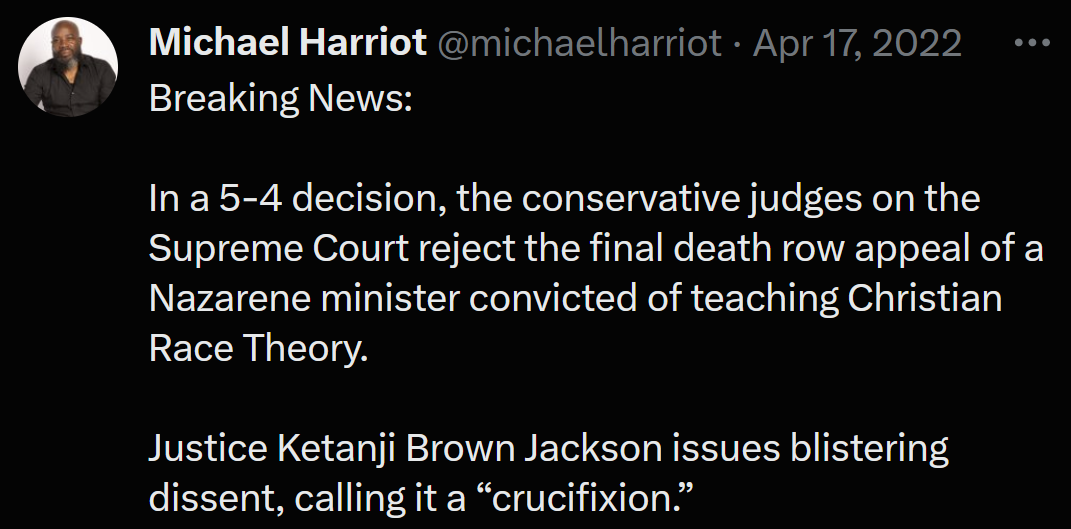 Michael Harriot @michaelharriot · Apr 17, 2022
Breaking News:
In a 5-4 decision, the conservative judges on the
Supreme Court reject the final death row appeal of a
Nazarene minister convicted of teaching Christian
Race Theory.
Justice Ketanji Brown Jackson issues blistering
dissent, calling it a “crucifixion.”